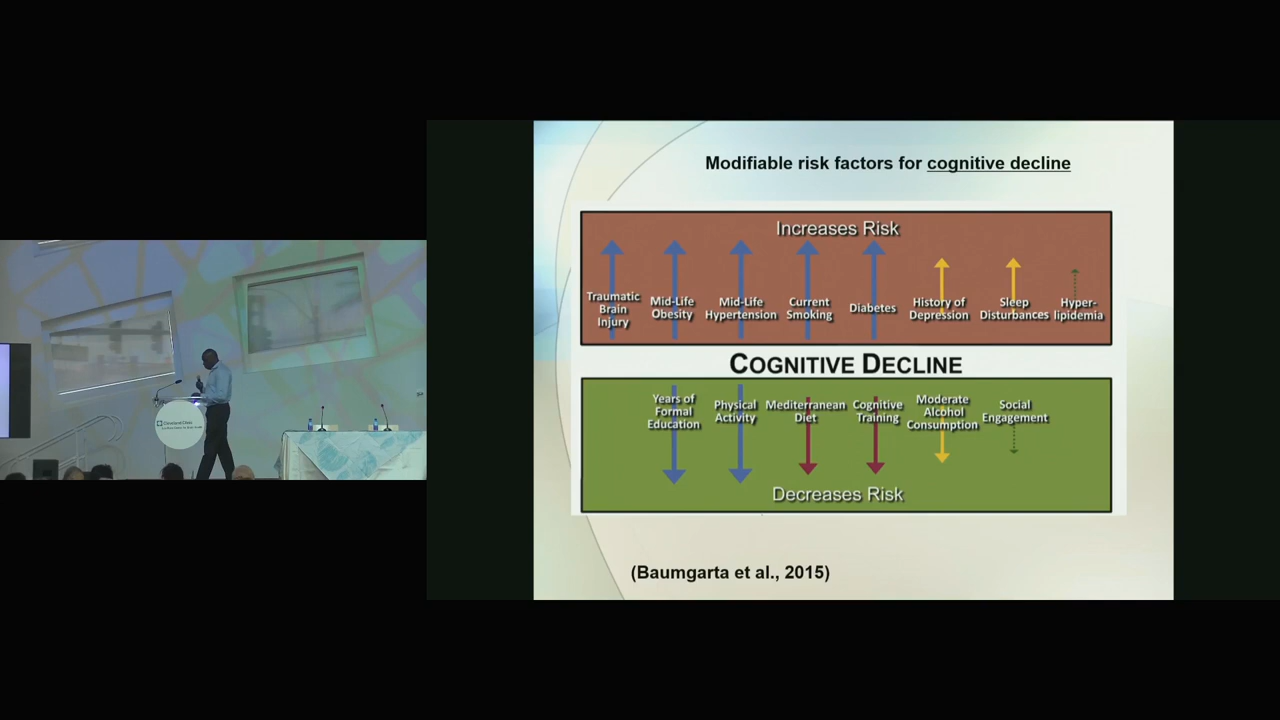 Modifiable risk factors for cognitive decline
Increases Risk
Traumatic
Brain
Injury
Mid-Life
Obesity
Mid-Life
Hypertension
Current
Smoking
Diabetes
History of
Depression
Sleep
Disturbances
Hyper-
lipidemia
COGNITIVE DECLINE
Years of
Formal
Education
Physical
Activity
Mediterranean
Diet
Cognitive
Training
Moderate
Alcohol
Consumption
Social
Engagement
Decreases Risk
(Baumgarta et al., 2015)
Cleveland Clinic